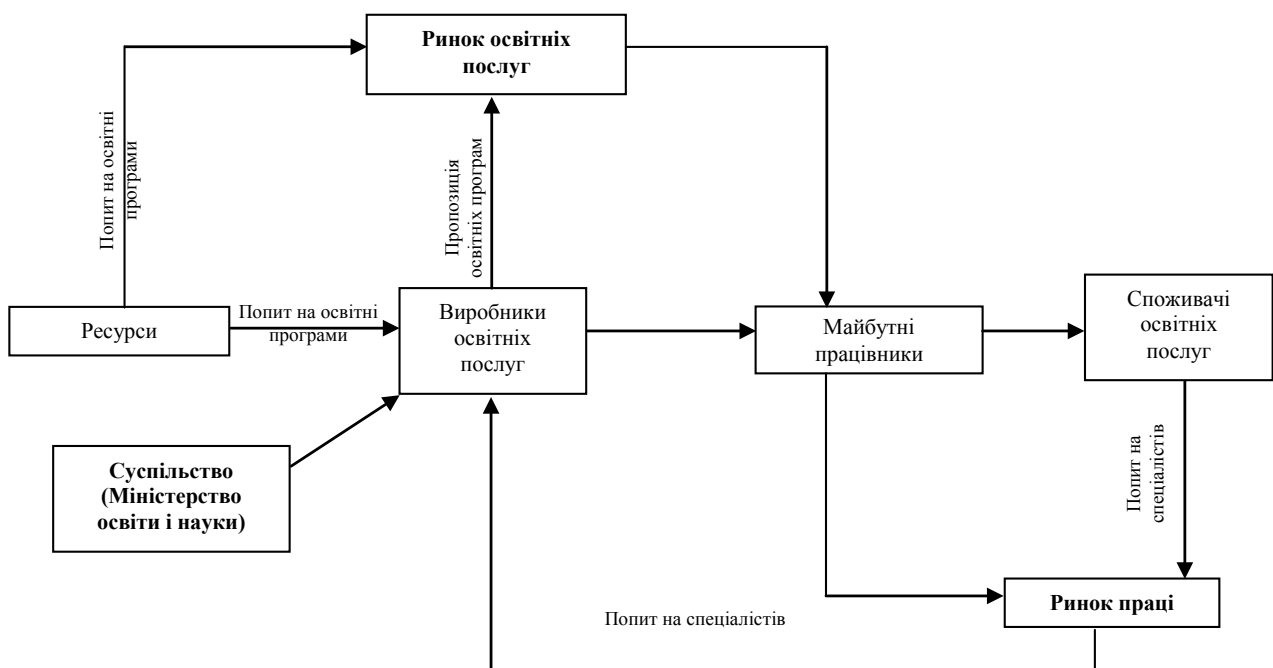 Ринок освітніх
послуг
Попит на освітні
програми
Пропозиція
освітніх програм
Ресурси
Попит на освітні
програми
Виробники
освітніх
послуг
Майбутні
працівники
Споживачі
освітніх
послуг
Суспільство
(Міністерство
освіти і науки)
Попит на
спеціалістів
Попит на спеціалістів
Ринок праці